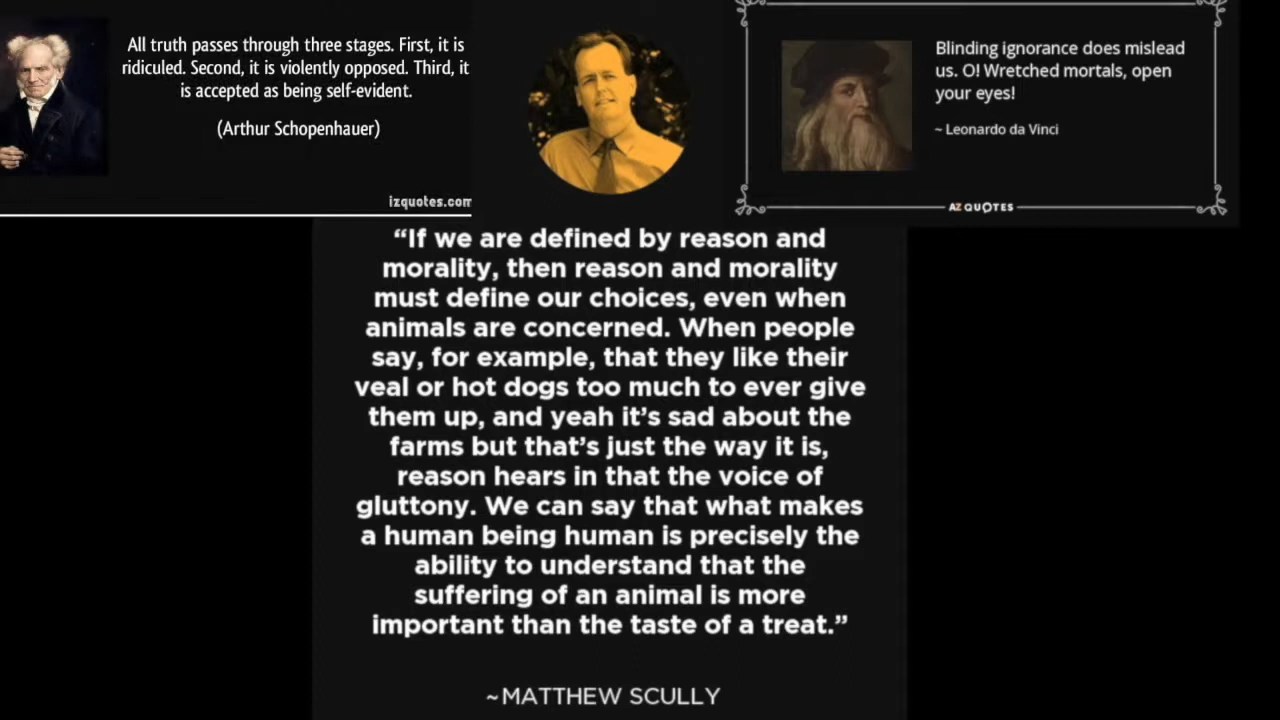 All truth passes through three stages. First, it is
ridiculed. Second, it is violently opposed. Third, it
is accepted as being self-evident.
(Arthur Schopenhauer)
izquotes.com
Blinding ignorance does mislead
us. O! Wretched mortals, open
your eyes!
~ Leonardo da Vinci
AZ QUOTES
“If we are defined by reason and
morality, then reason and morality
must define our choices, even when
animals are concerned. When people
say, for example, that they like their
veal or hot dogs too much to ever give
them up, and yeah it’s sad about the
farms but that’s just the way it is,
reason hears in that the voice of
gluttony. We can say that what makes
a human being human is precisely the
ability to understand that the
suffering of an animal is more
important than the taste of a treat.”
~MATTHEW SCULLY